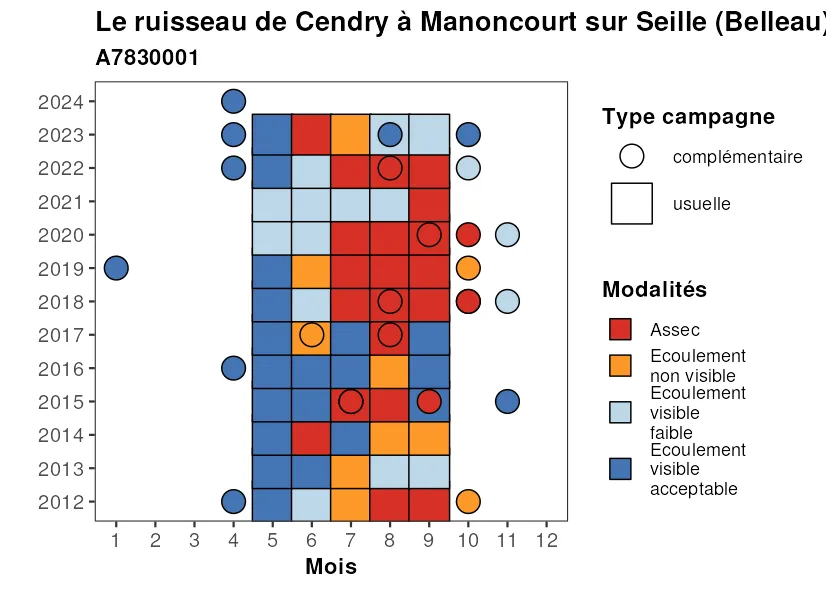 Le ruisseau de Cendry à Manoncourt sur Seille (Belleau)
A7830001
2024
2023
2022
2021
2020
2019
2018
2017
2016
2015
2014
2013
2012
1 2 3 4 5 6 7 8 9 10 11 12
Mois
Type campagne
complémentaire
usuelle
Modalités
Assec
Ecoulement
non visible
Ecoulement
visible
faible
Ecoulement
visible
acceptable